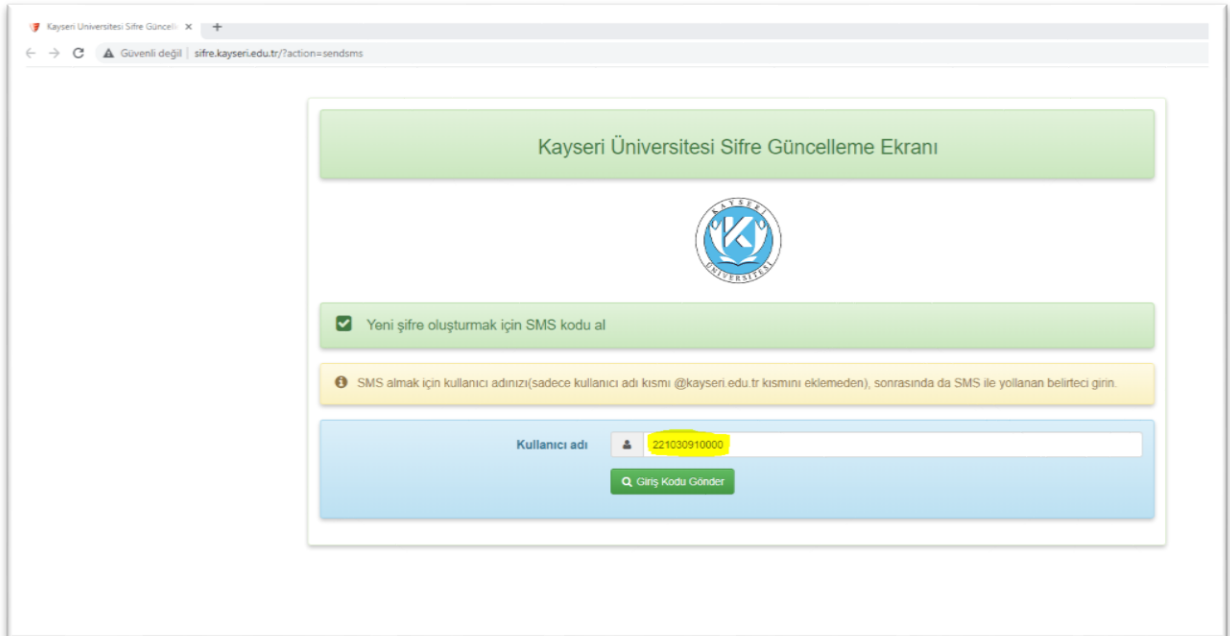 Kayseri Üniversitesi Sifre Güncell
Güvenli değil | sifre.kayseri.edu.tr/?action=sendsms
Kayseri Üniversitesi Sifre Güncelleme Ekranı
KAYSERİ
ÜNİVERSİTESİ
Yeni şifre oluşturmak için SMS kodu al
SMS almak için kullanıcı adınızı(sadece kullanıcı adı kısmı @kayseri.edu.tr kısmını eklemeden), sonrasında da SMS ile yollanan belirteci girin.
Kullanıcı adı 221030910000
Giriş Kodu Gönder